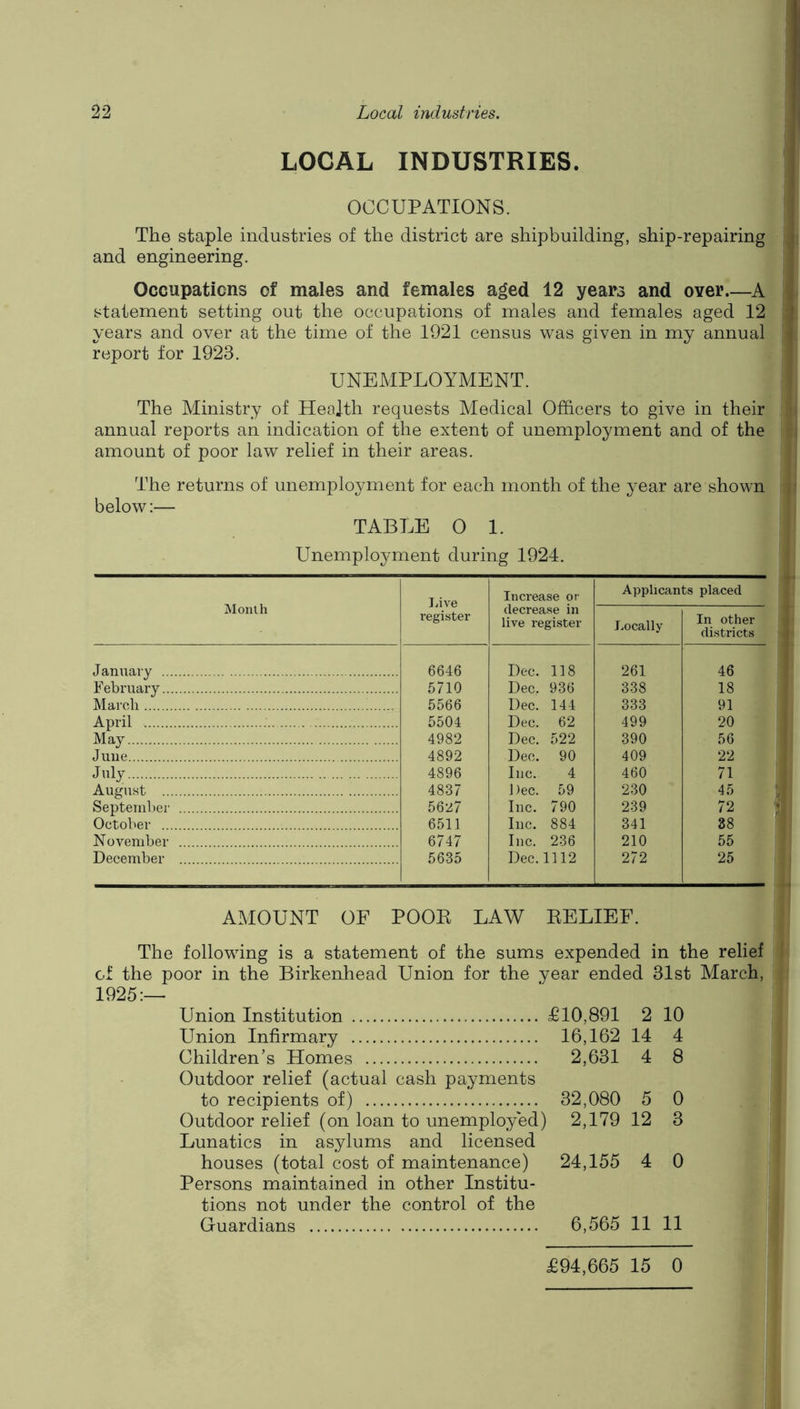 22 Local industries.
LOCAL INDUSTRIES.
OCCUPATIONS.
The staple industries of the district are shipbuilding, ship-repairing
and engineering.
Occupations of males and females aged 12 years and over.—A
statement setting out the occupations of males and females aged 12
years and over at the time of the 1921 census was given in my annual
report for 1923.
UNEMPLOYMENT.
The Ministry of Health requests Medical Officers to give in their
annual reports an indication of the extent of unemployment and of the
amount of poor law relief in their areas.
The returns of unemployment for each month of the year are shown
below:—
TABLE O 1.
Unemployment during 1924.
Month | Live register | Increase or decrease in live register | Applicants placed
Locally | In other districts
January | 6646 | Dec. 118 | 261 | 46
February | 5710 | Dec. 936 | 338 | 18
March | 5566 | Dec. 144 | 333 | 91
April | 5504 | Dec. 62 | 499 | 20
May | 4982 | Dec. 522 | 390 | 56
June | 4892 | Dec. 90 | 409 | 22
July | 4896 | Inc. 4 | 460 | 71
August | 4837 | Dec. 59 | 230 | 45
September | 5627 | Inc. 790 | 239 | 72
October | 6511 | Inc. 884 | 341 | 38
November | 6747 | Inc. 236 | 210 | 55
December | 5635 | Dec. 1112 | 272 | 25
AMOUNT OF POOR LAW RELIEF.
The following is a statement of the sums expended in the relief
of the poor in the Birkenhead Union for the year ended 31st March,
1925:—
Union Institution ........ £10,891 2 10
Union Infirmary ........ 16,162 14 4
Children's Homes ........ 2,631 4 8
Outdoor relief (actual cash payments
to recipients of) ........ 32,080 5 0
Outdoor relief (on loan to unemployed) 2,179 12 3
Lunatics in asylums and licensed
houses (total cost of maintenance) 24,155 4 0
Persons maintained in other Institu-
tions not under the control of the
Guardians ........ 6,565 11 11
£94,665 15 0